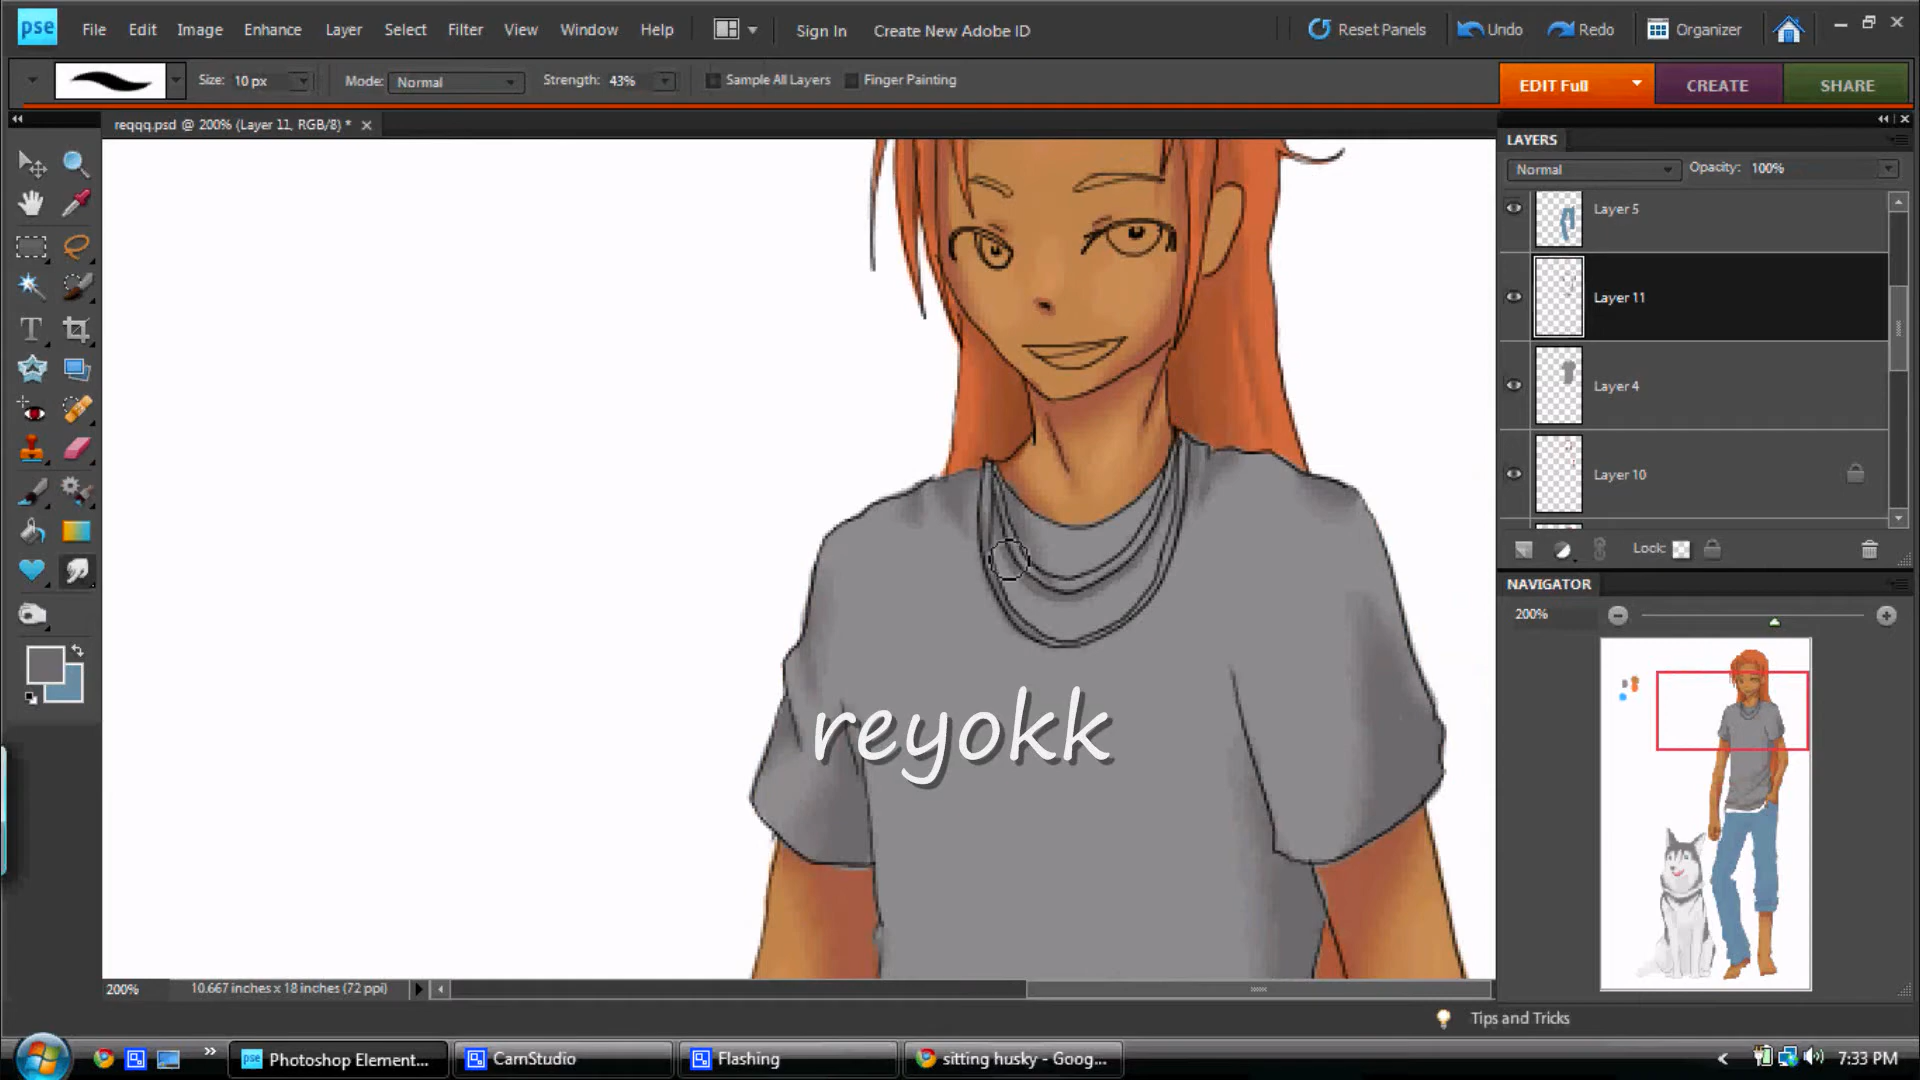 pse File Edit Image Enhance Layer Select Filter View Window Help Sign In Create New Adobe ID Reset Panels Undo Redo Organizer
Size: 10 px Mode: Normal Strength: 43% Sample All Layers Finger Painting EDIT Full CREATE SHARE
reqqq.psd @ 200% (Layer 11, RGB/8) *
LAYERS
Normal Opacity: 100%
Layer 5
Layer 11
Layer 4
Layer 10
Lock:
NAVIGATOR
200%
reyokk
200% 10.667 inches x 18 inches (72 ppi)
Tips and Tricks
pse Photoshop Element... CamStudio Flashing sitting husky - Goog... 7:33 PM